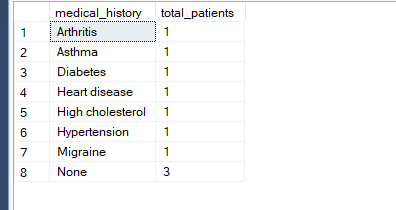 medical_history total_patients
1 Arthritis 1
2 Asthma 1
3 Diabetes 1
4 Heart disease 1
5 High cholesterol 1
6 Hypertension 1
7 Migraine 1
8 None 3